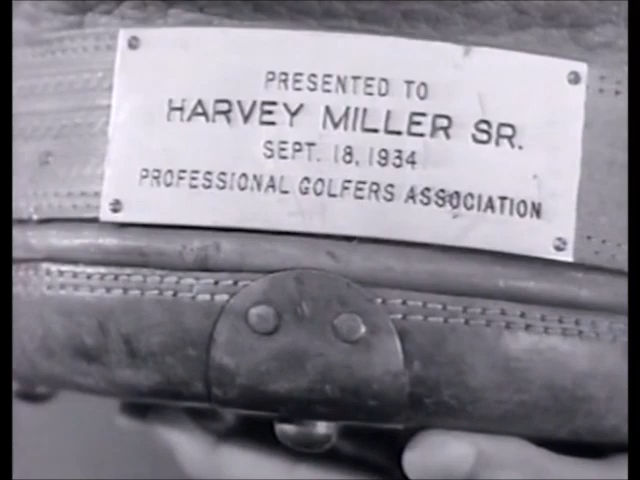 PRESENTED TO
HARVEY MILLER SR.
SEPT. 18, 1934
PROFESSIONAL GOLFERS ASSOCIATION